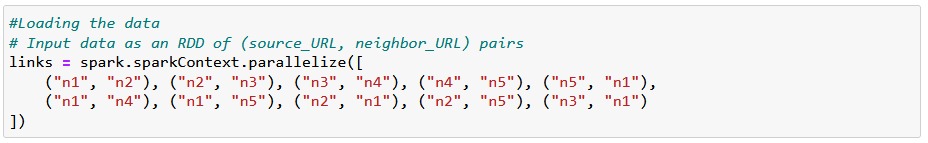 #Loading the data
# Input data as an RDD of (source_URL, neighbor_URL) pairs
links = spark.sparkContext.parallelize([
    ("n1", "n2"), ("n2", "n3"), ("n3", "n4"), ("n4", "n5"), ("n5", "n1"),
    ("n1", "n4"), ("n1", "n5"), ("n2", "n1"), ("n2", "n5"), ("n3", "n1")
])